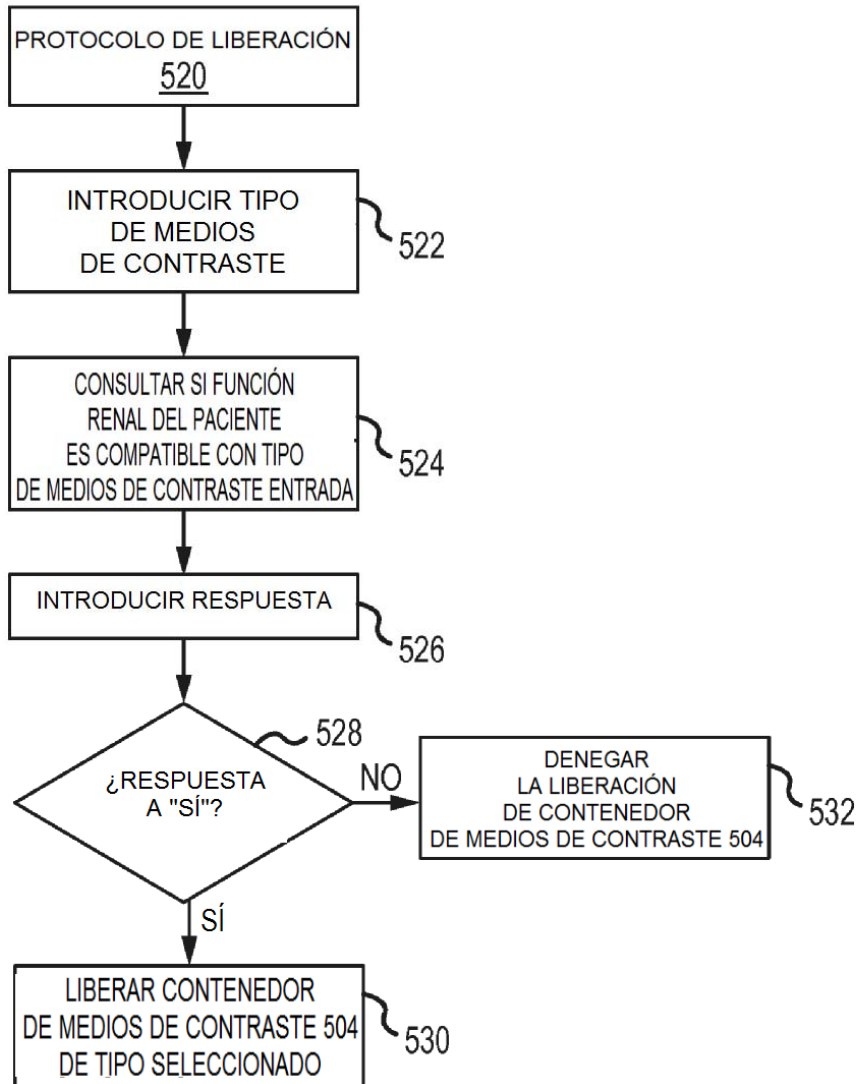 PROTOCOLO DE LIBERACIÓN
520
INTRODUCIR TIPO
DE MEDIOS
DE CONTRASTE
522
CONSULTAR SI FUNCIÓN
RENAL DEL PACIENTE
ES COMPATIBLE CON TIPO
DE MEDIOS DE CONTRASTE ENTRADA
524
INTRODUCIR RESPUESTA
526
528
¿RESPUESTA
A "SÍ"?
NO
DENEGAR
LA LIBERACIÓN
DE CONTENEDOR
DE MEDIOS DE CONTRASTE 504
532
SÍ
LIBERAR CONTENEDOR
DE MEDIOS DE CONTRASTE 504
DE TIPO SELECCIONADO
530